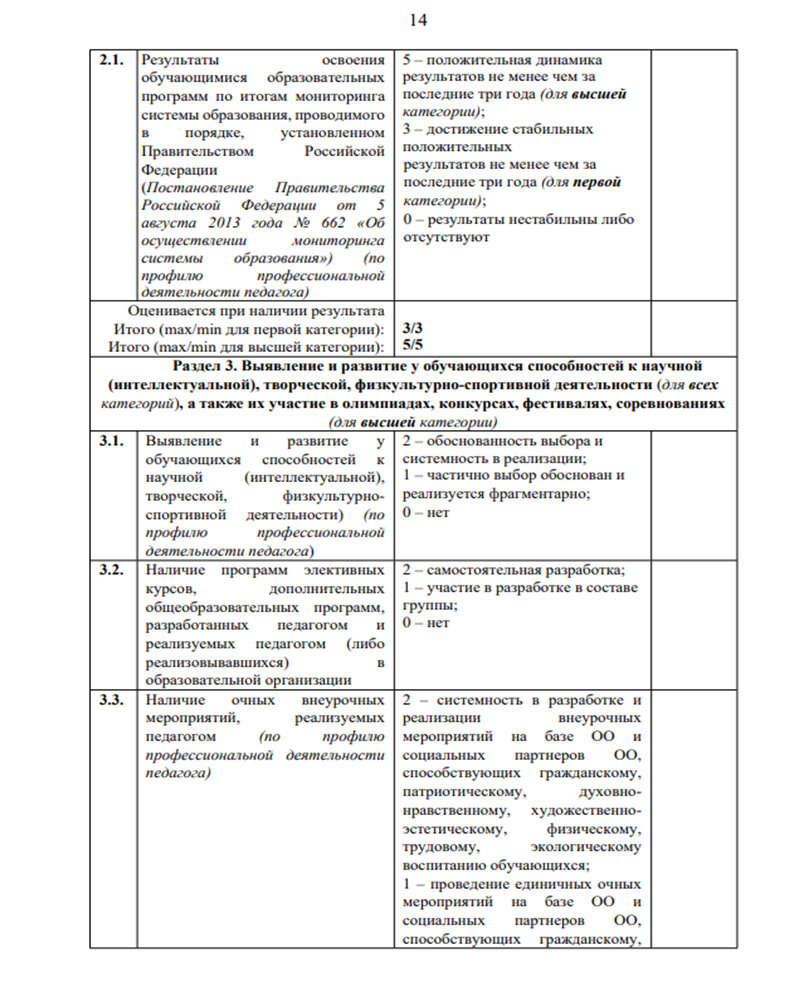 14
2.1.
Результаты освоения
обучающимися образовательных
программ по итогам мониторинга
системы образования, проводимого
в порядке, установленном
Правительством Российской
Федерации
(Постановление Правительства
Российской Федерации от 5
августа 2013 года № 662 «Об
осуществлении мониторинга
системы образования») (по
профилю профессиональной
деятельности педагога)
5 – положительная динамика
результатов не менее чем за
последние три года (для высшей
категории);
3 – достижение стабильных
положительных
результатов не менее чем за
последние три года (для первой
категории);
0 – результаты нестабильны либо
отсутствуют
Оценивается при наличии результата
Итого (max/min для первой категории):
Итого (max/min для высшей категории):
3/3
5/5
Раздел 3. Выявление и развитие у обучающихся способностей к научной
(интеллектуальной), творческой, физкультурно-спортивной деятельности (для всех
категорий), а также их участие в олимпиадах, конкурсах, фестивалях, соревнованиях
(для высшей категории)
3.1.
Выявление и развитие у
обучающихся способностей к
научной (интеллектуальной),
творческой, физкультурно-
спортивной деятельности) (по
профилю профессиональной
деятельности педагога)
2 – обоснованность выбора и
системность в реализации;
1 – частично выбор обоснован и
реализуется фрагментарно;
0 – нет
3.2.
Наличие программ элективных
курсов, дополнительных
общеобразовательных программ,
разработанных педагогом и
реализуемых педагогом (либо
реализовывавшихся) в
образовательной организации
2 – самостоятельная разработка;
1 – участие в разработке в составе
группы;
0 – нет
3.3.
Наличие очных внеурочных
мероприятий, реализуемых
педагогом (по профилю
профессиональной деятельности
педагога)
2 – системность в разработке и
реализации внеурочных
мероприятий на базе ОО и
социальных партнеров ОО,
способствующих гражданскому,
патриотическому, духовно-
нравственному, художественно-
эстетическому, физическому,
трудовому, экологическому
воспитанию обучающихся;
1 – проведение единичных очных
мероприятий на базе ОО и
социальных партнеров ОО,
способствующих гражданскому,